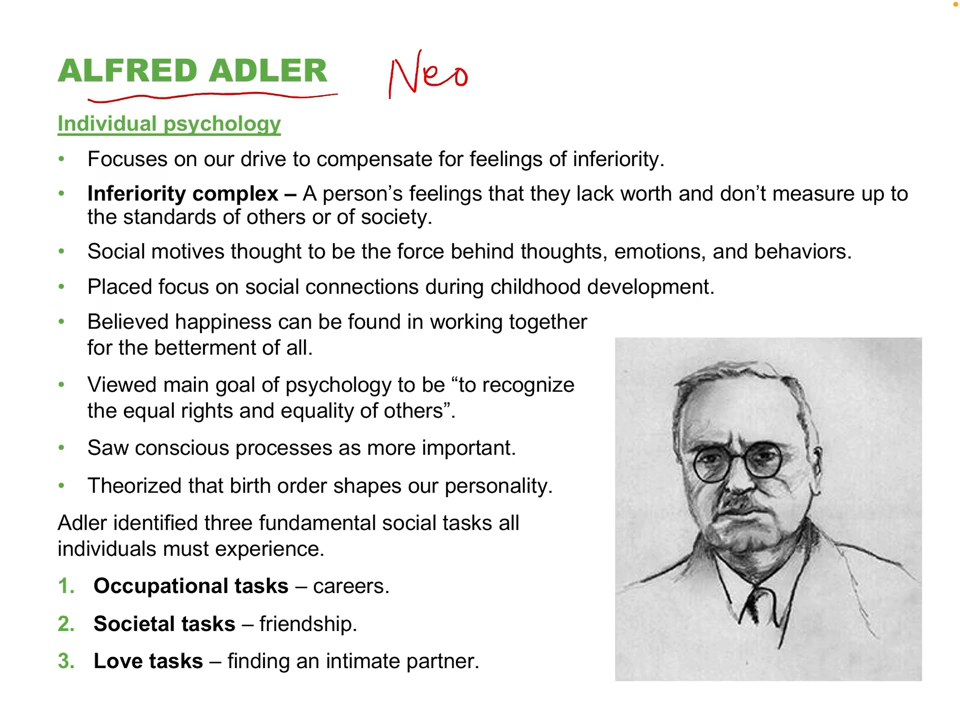 ALFRED ADLER Neo
Individual psychology
• Focuses on our drive to compensate for feelings of inferiority.
• Inferiority complex – A person’s feelings that they lack worth and don’t measure up to
the standards of others or of society.
• Social motives thought to be the force behind thoughts, emotions, and behaviors.
• Placed focus on social connections during childhood development.
• Believed happiness can be found in working together
for the betterment of all.
• Viewed main goal of psychology to be “to recognize
the equal rights and equality of others”.
• Saw conscious processes as more important.
• Theorized that birth order shapes our personality.
Adler identified three fundamental social tasks all
individuals must experience.
1. Occupational tasks – careers.
2. Societal tasks – friendship.
3. Love tasks – finding an intimate partner.